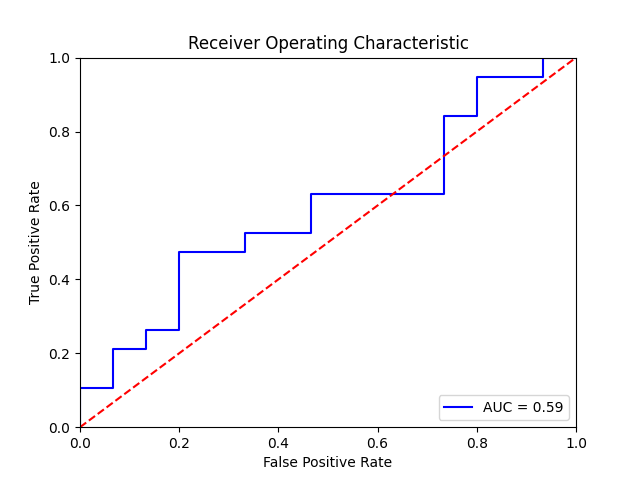 Receiver Operating Characteristic
True Positive Rate
1.0
0.8
0.6
0.4
0.2
0.0
AUC = 0.59
0.0 0.2 0.4 0.6 0.8 1.0
False Positive Rate